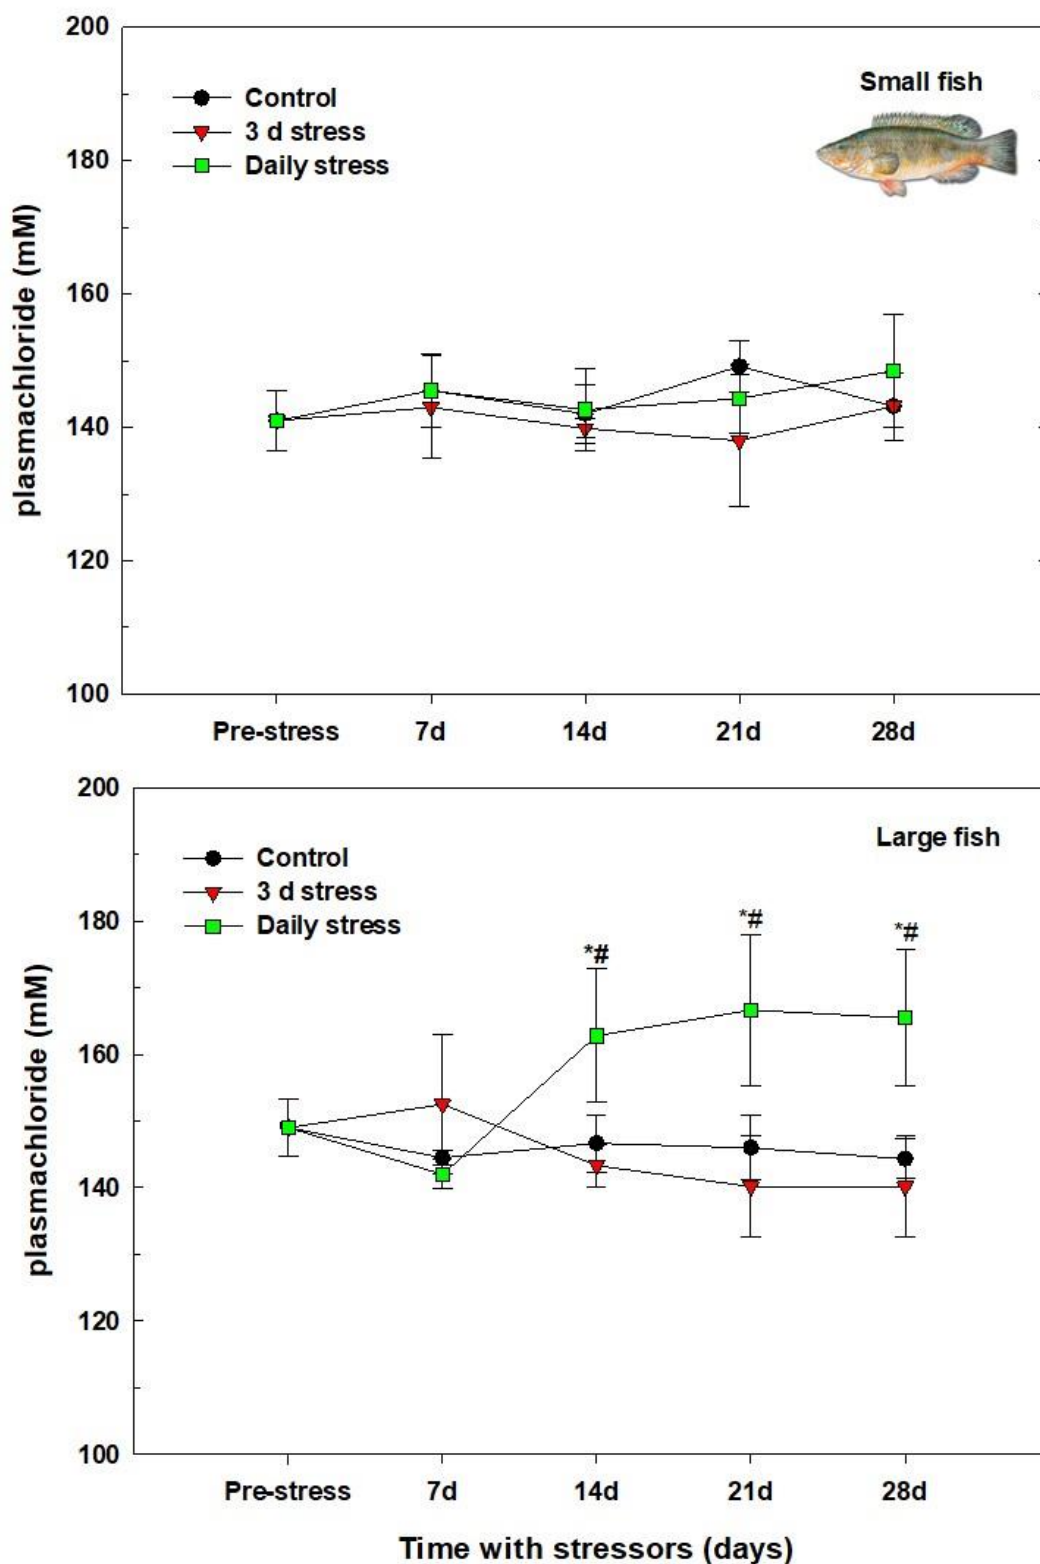 200
Small fish
Control
3 d stress
Daily stress
180
160
140
120
100
plasmachloride (mM)
Pre-stress 7d 14d 21d 28d
200
Large fish
Control
3 d stress
Daily stress
180
*# *# *#
160
140
120
100
plasmachloride (mM)
Pre-stress 7d 14d 21d 28d
Time with stressors (days)